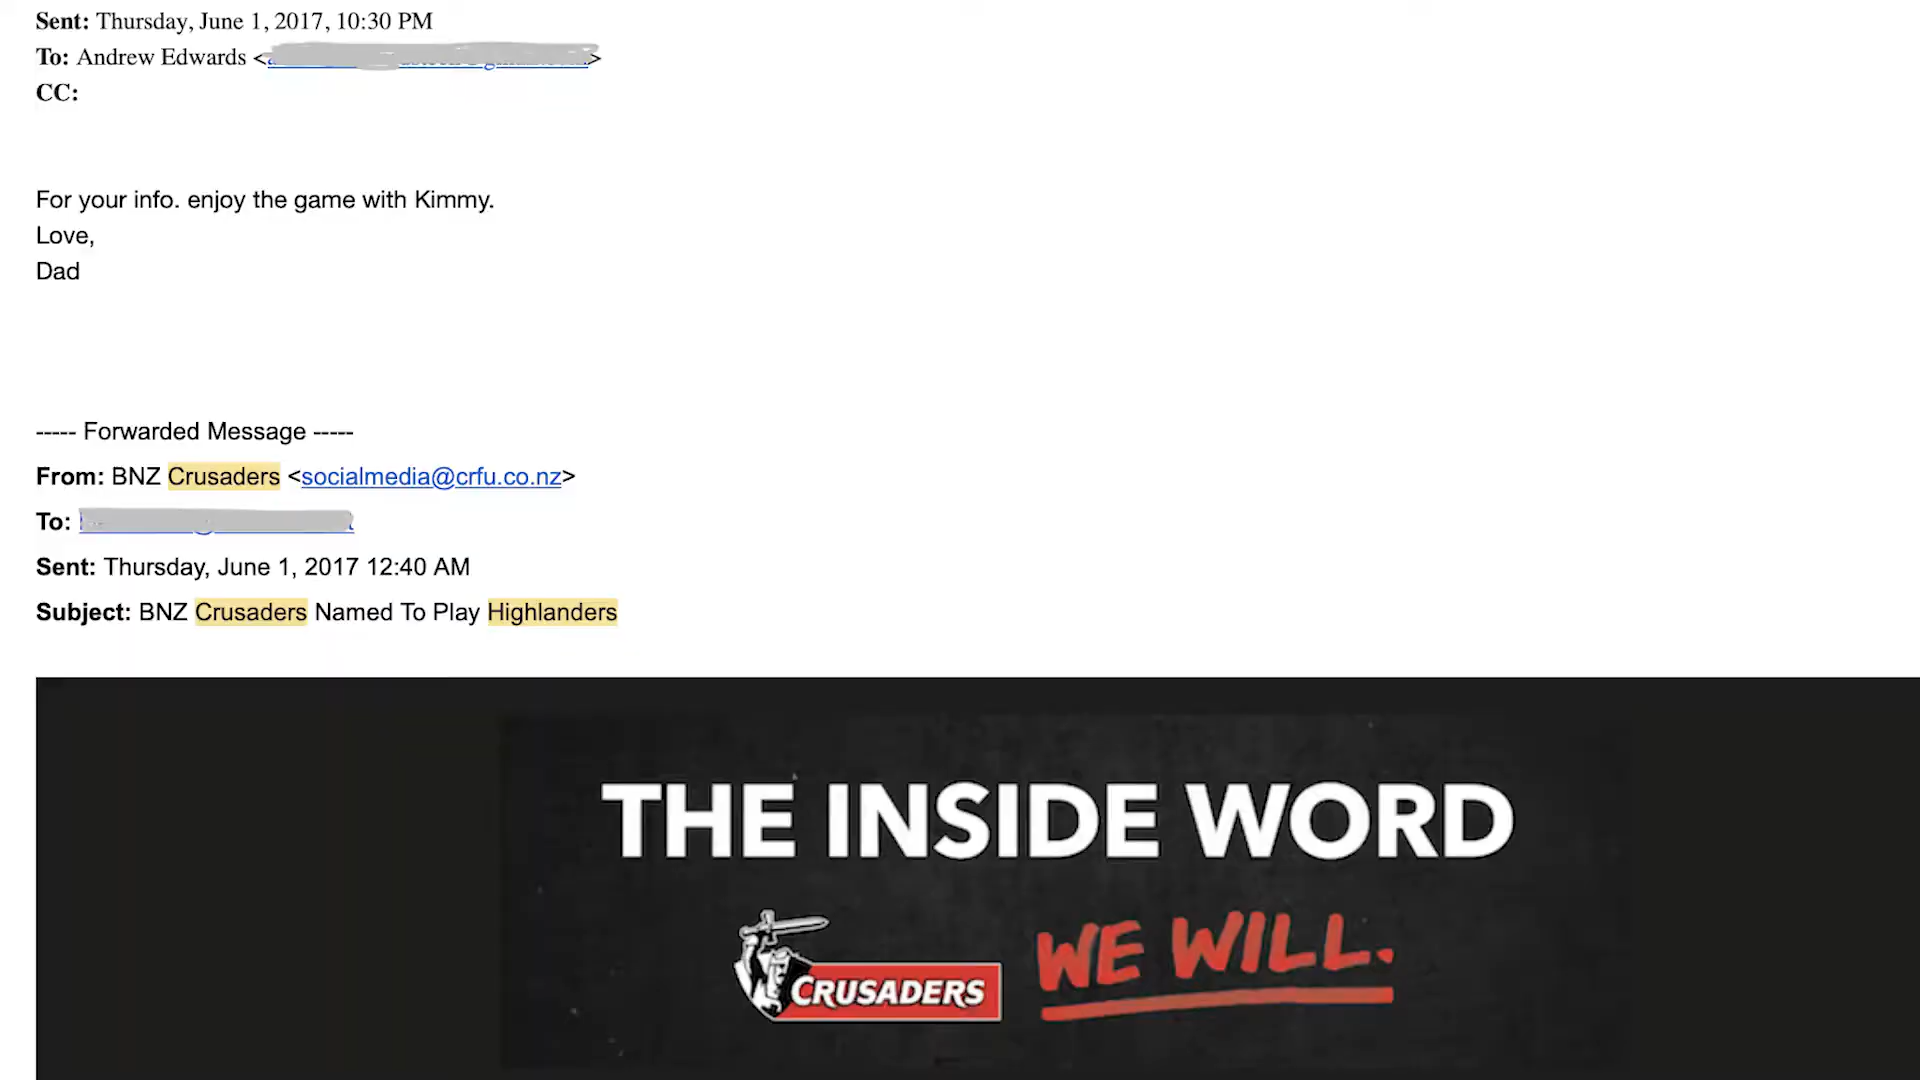 Sent: Thursday, June 1, 2017, 10:30 PM
To: Andrew Edwards < >
CC:
For your info. enjoy the game with Kimmy.
Love,
Dad
----- Forwarded Message -----
From: BNZ Crusaders <socialmedia@crfu.co.nz>
To:
Sent: Thursday, June 1, 2017 12:40 AM
Subject: BNZ Crusaders Named To Play Highlanders
THE INSIDE WORD
CRUSADERS WE WILL.